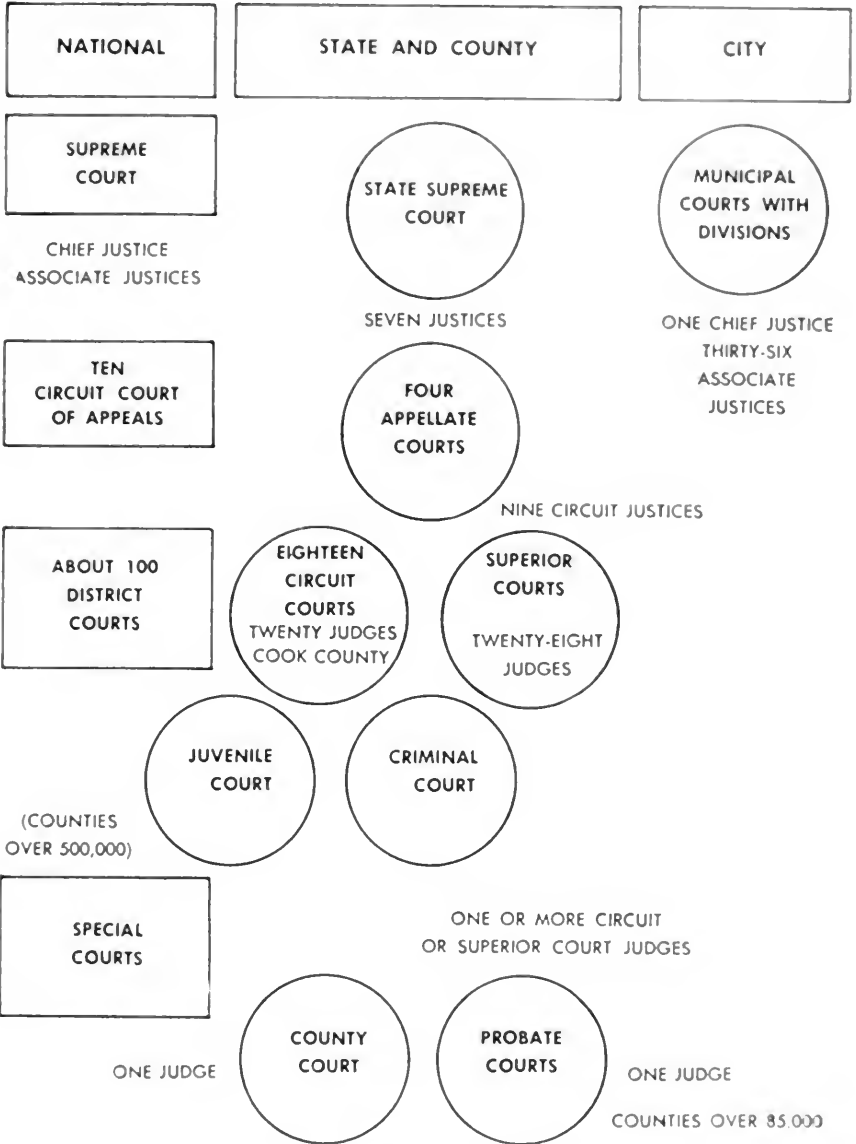 NATIONAL
STATE AND COUNTY
CITY
SUPREME
COURT
CHIEF JUSTICE
ASSOCIATE JUSTICES
STATE SUPREME
COURT
SEVEN JUSTICES
MUNICIPAL
COURTS WITH
DIVISIONS
ONE CHIEF JUSTICE
THIRTY-SIX
ASSOCIATE
JUSTICES
TEN
CIRCUIT COURT
OF APPEALS
FOUR
APPELLATE
COURTS
NINE CIRCUIT JUSTICES
ABOUT 100
DISTRICT
COURTS
EIGHTEEN
CIRCUIT
COURTS
TWENTY JUDGES
COOK COUNTY
SUPERIOR
COURTS
TWENTY-EIGHT
JUDGES
JUVENILE
COURT
CRIMINAL
COURT
(COUNTIES
OVER 500,000)
SPECIAL
COURTS
ONE OR MORE CIRCUIT
OR SUPERIOR COURT JUDGES
ONE JUDGE
COUNTY
COURT
PROBATE
COURTS
ONE JUDGE
COUNTIES OVER 85.000